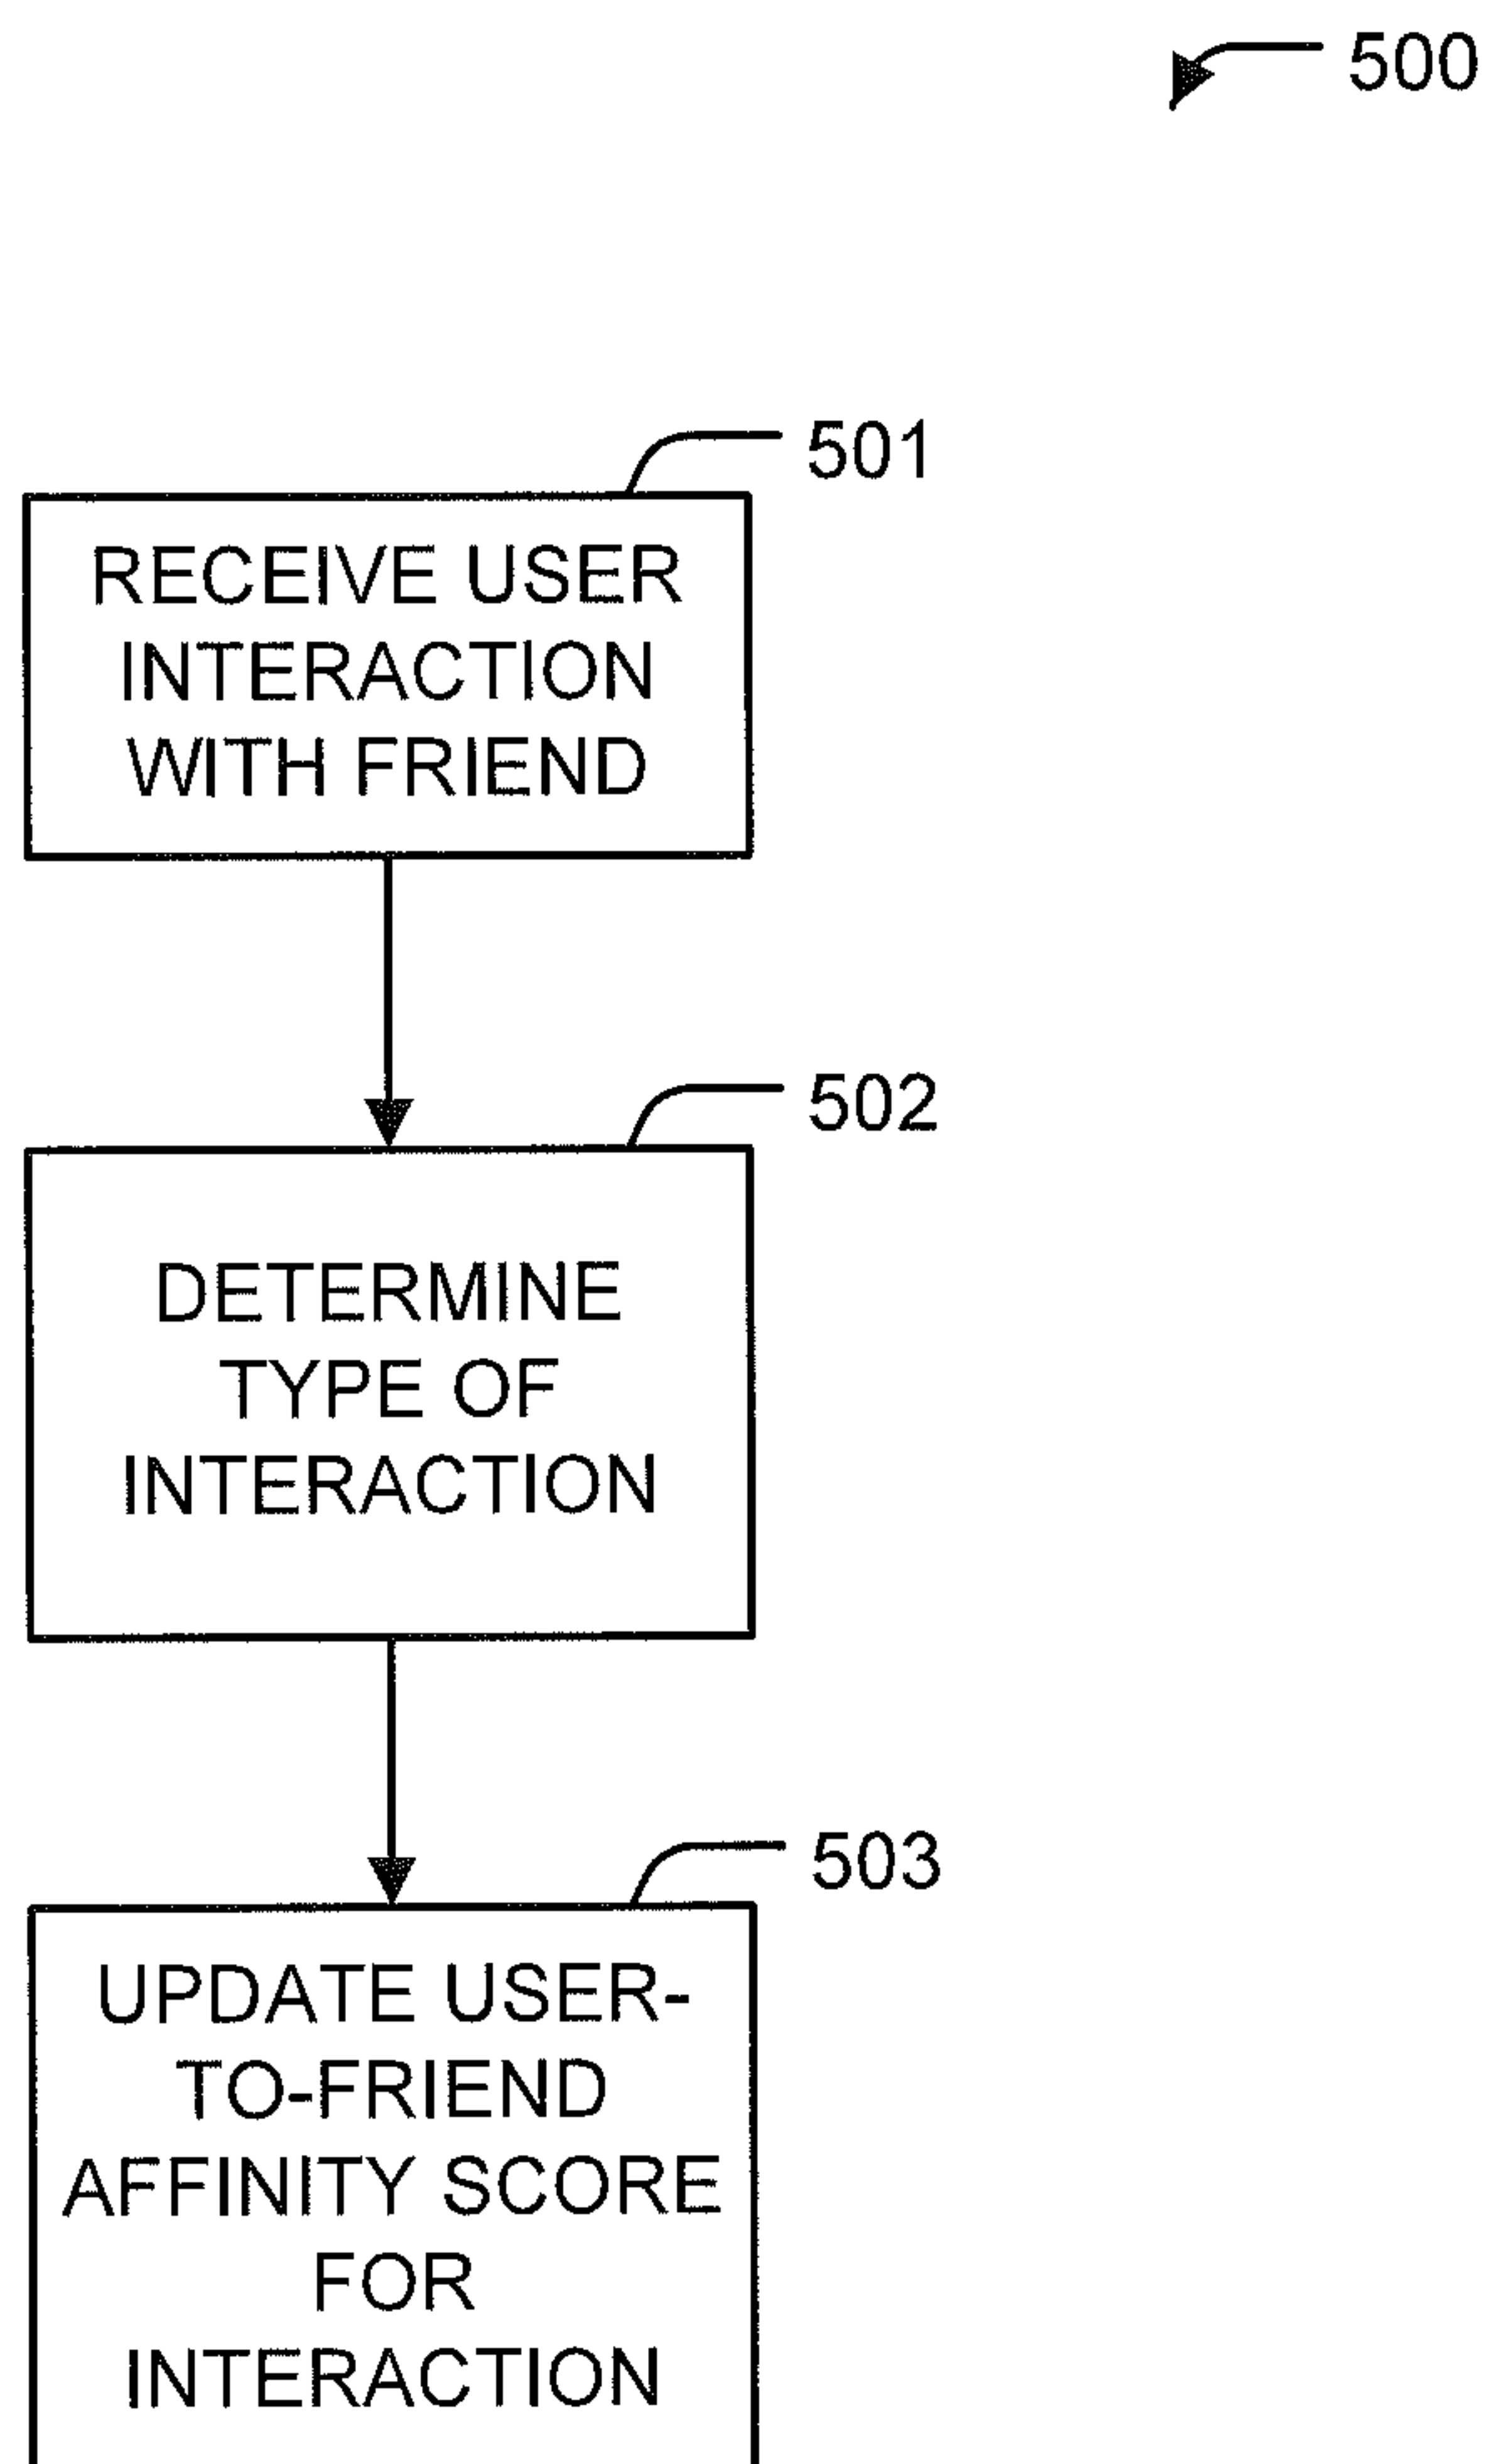 500
501
RECEIVE USER
INTERACTION
WITH FRIEND
502
DETERMINE
TYPE OF
INTERACTION
503
UPDATE USER-
TO-FRIEND
AFFINITY SCORE
FOR
INTERACTION